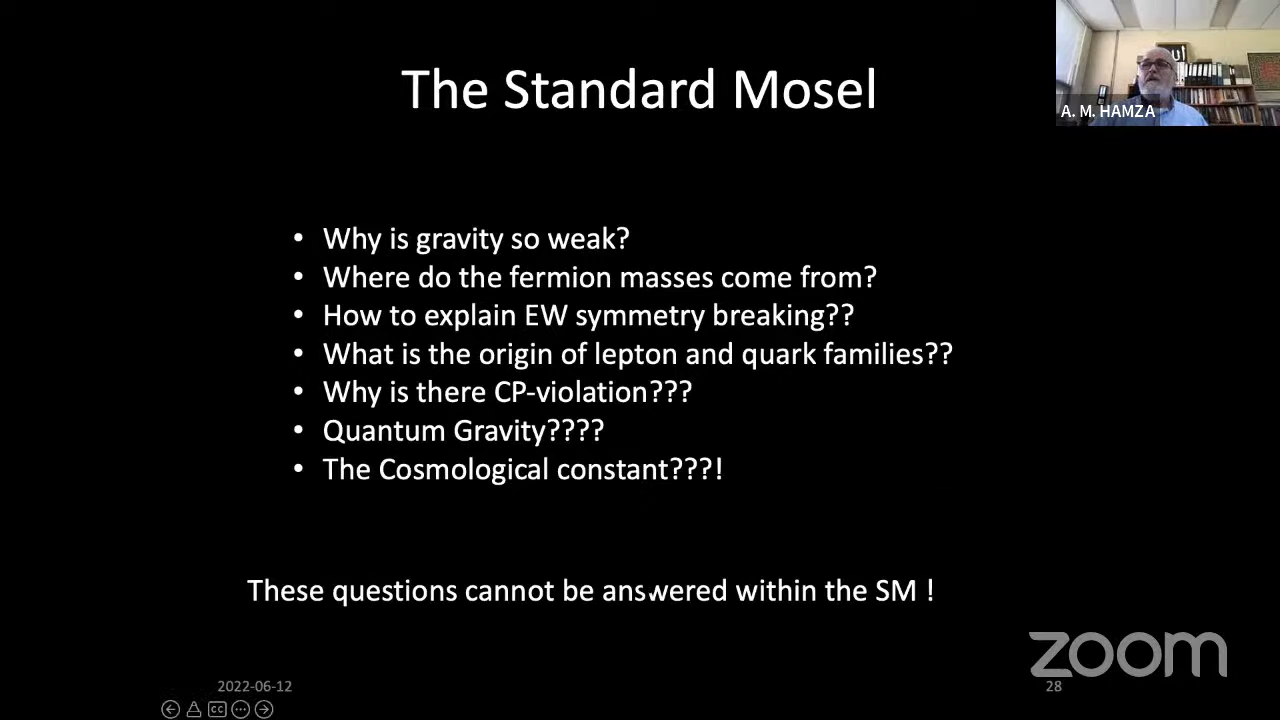 The Standard Mosel
A. M. HAMZA
• Why is gravity so weak?
• Where do the fermion masses come from?
• How to explain EW symmetry breaking??
• What is the origin of lepton and quark families??
• Why is there CP-violation???
• Quantum Gravity????
• The Cosmological constant???!
These questions cannot be answered within the SM !
zoom
2022-06-12
28
CC